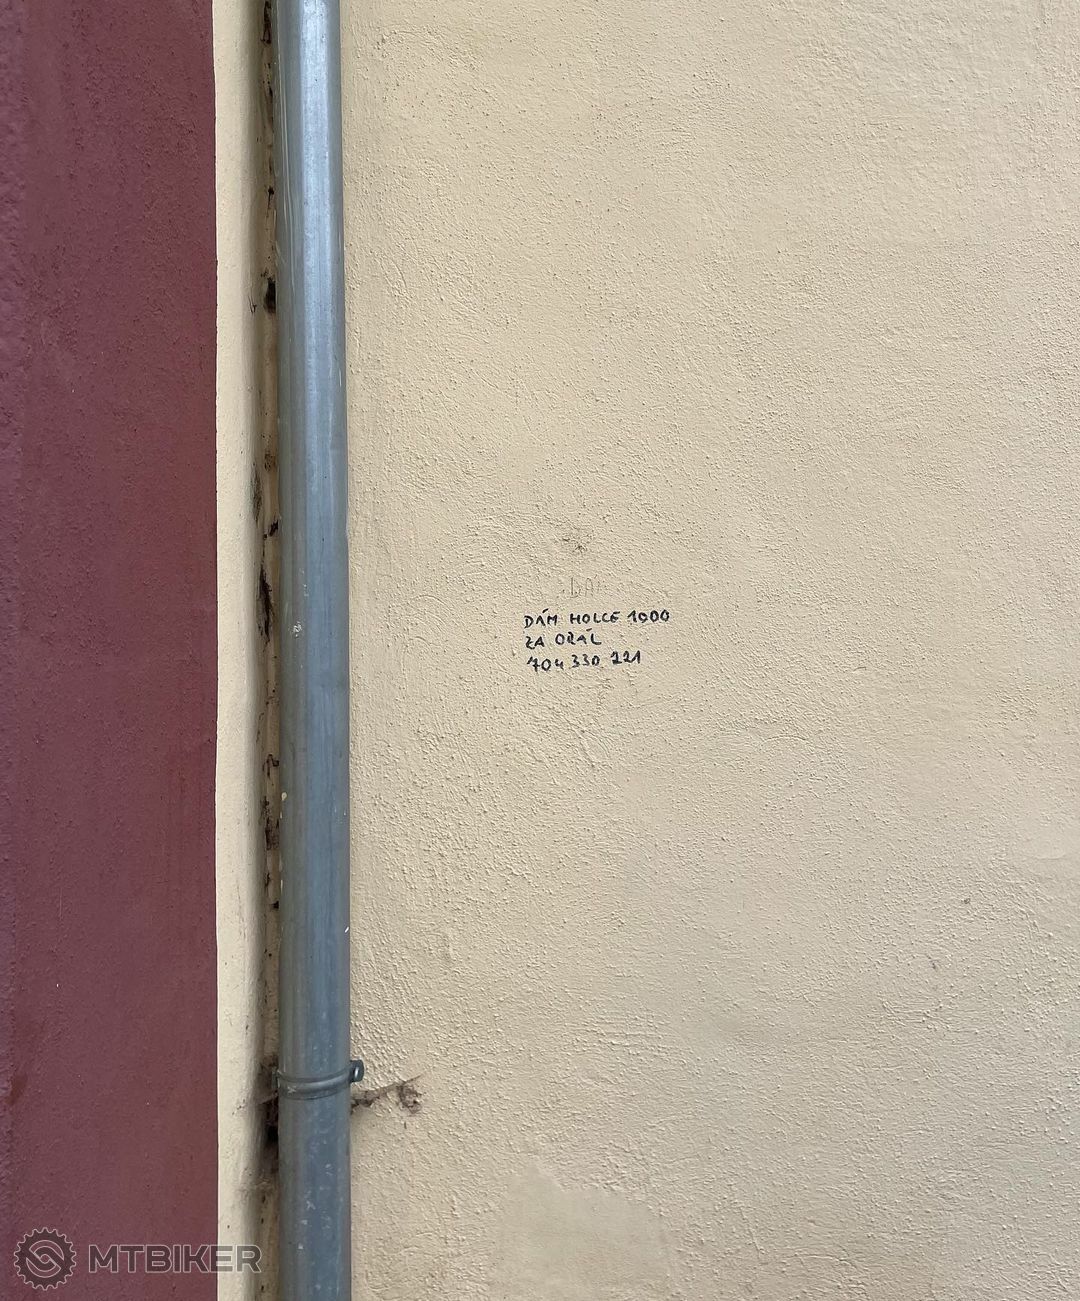 DÁM HOLCE 1000
ZA ORÁL
704 330 221
MTBIKER